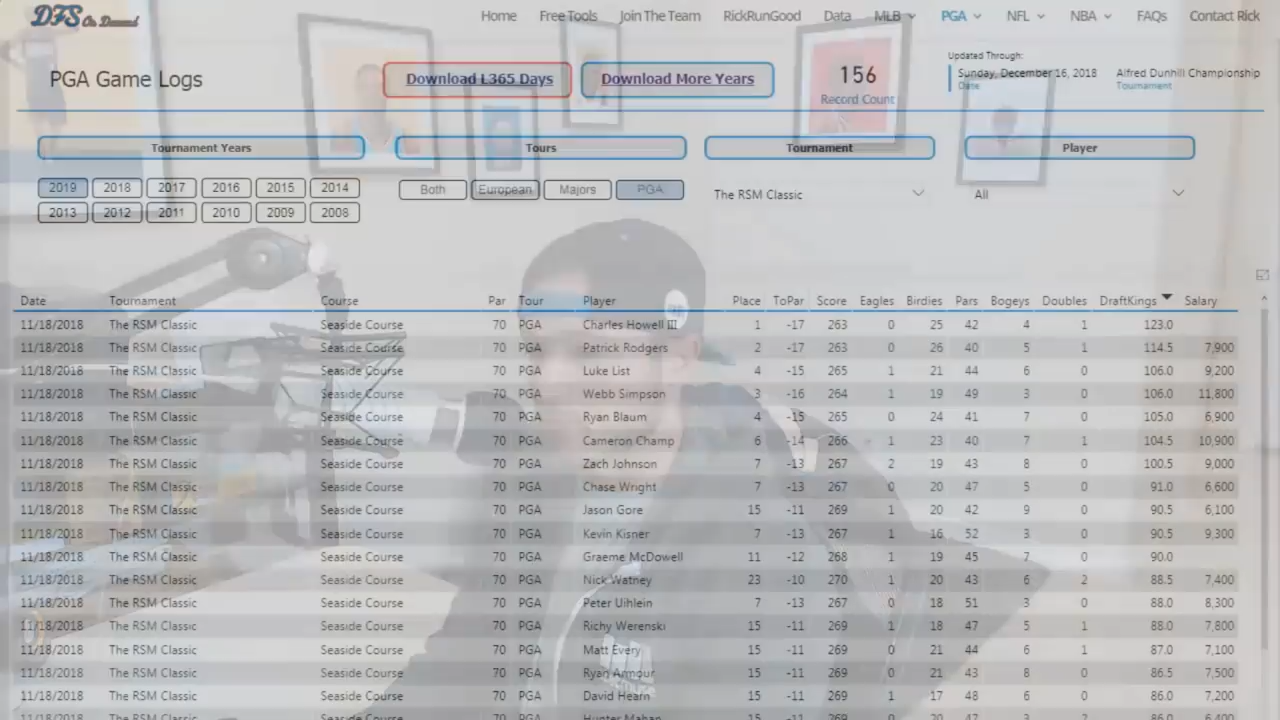 DFS On Demand
Home Free Tools Join The Team RickRunGood Data MLB PGA NFL NBA FAQs Contact Rick
PGA Game Logs
Download L365 Days
Download More Years
156
Record Count
Updated Through:
Sunday, December 16, 2018 Alfred Dunhill Championship
Date Tournament
Tournament Years Tours Tournament Player
2019 2018 2017 2016 2015 2014 Both European Majors PGA The RSM Classic All
2013 2012 2011 2010 2009 2008
Date Tournament Course Par Tour Player Place ToPar Score Eagles Birdies Pars Bogeys Doubles DraftKings Salary
11/18/2018 The RSM Classic Seaside Course 70 PGA Charles Howell III 1 -17 263 0 25 42 4 1 123.0
11/18/2018 The RSM Classic Seaside Course 70 PGA Patrick Rodgers 2 -17 263 0 26 40 5 1 114.5 7,900
11/18/2018 The RSM Classic Seaside Course 70 PGA Luke List 4 -15 265 1 21 44 6 0 106.0 9,200
11/18/2018 The RSM Classic Seaside Course 70 PGA Webb Simpson 3 -16 264 1 19 49 3 0 106.0 11,800
11/18/2018 The RSM Classic Seaside Course 70 PGA Ryan Blaum 4 -15 265 0 24 41 7 0 105.0 6,900
11/18/2018 The RSM Classic Seaside Course 70 PGA Cameron Champ 6 -14 266 1 23 40 7 1 104.5 10,900
11/18/2018 The RSM Classic Seaside Course 70 PGA Zach Johnson 7 -13 267 2 19 43 8 0 100.5 9,000
11/18/2018 The RSM Classic Seaside Course 70 PGA Chase Wright 7 -13 267 0 20 47 5 0 91.0 6,600
11/18/2018 The RSM Classic Seaside Course 70 PGA Jason Gore 15 -11 269 1 20 42 9 0 90.5 6,100
11/18/2018 The RSM Classic Seaside Course 70 PGA Kevin Kisner 7 -13 267 1 16 52 3 0 90.5 9,300
11/18/2018 The RSM Classic Seaside Course 70 PGA Graeme McDowell 11 -12 268 1 19 45 7 0 90.0
11/18/2018 The RSM Classic Seaside Course 70 PGA Nick Watney 23 -10 270 1 20 43 6 2 88.5 7,400
11/18/2018 The RSM Classic Seaside Course 70 PGA Peter Uihlein 7 -13 267 0 18 51 3 0 88.0 8,300
11/18/2018 The RSM Classic Seaside Course 70 PGA Richy Werenski 15 -11 269 1 18 47 5 1 88.0 7,800
11/18/2018 The RSM Classic Seaside Course 70 PGA Matt Every 15 -11 269 0 21 44 6 1 87.0 7,100
11/18/2018 The RSM Classic Seaside Course 70 PGA Ryan Armour 15 -11 269 0 21 43 8 0 86.5 7,500
11/18/2018 The RSM Classic Seaside Course 70 PGA David Hearn 15 -11 269 1 17 48 6 0 86.0 7,200
11/18/2018 The RSM Classic Seaside Course 70 PGA Hunter Mahan 15 -11 269 0 20 47 3 2 86.0 6,400